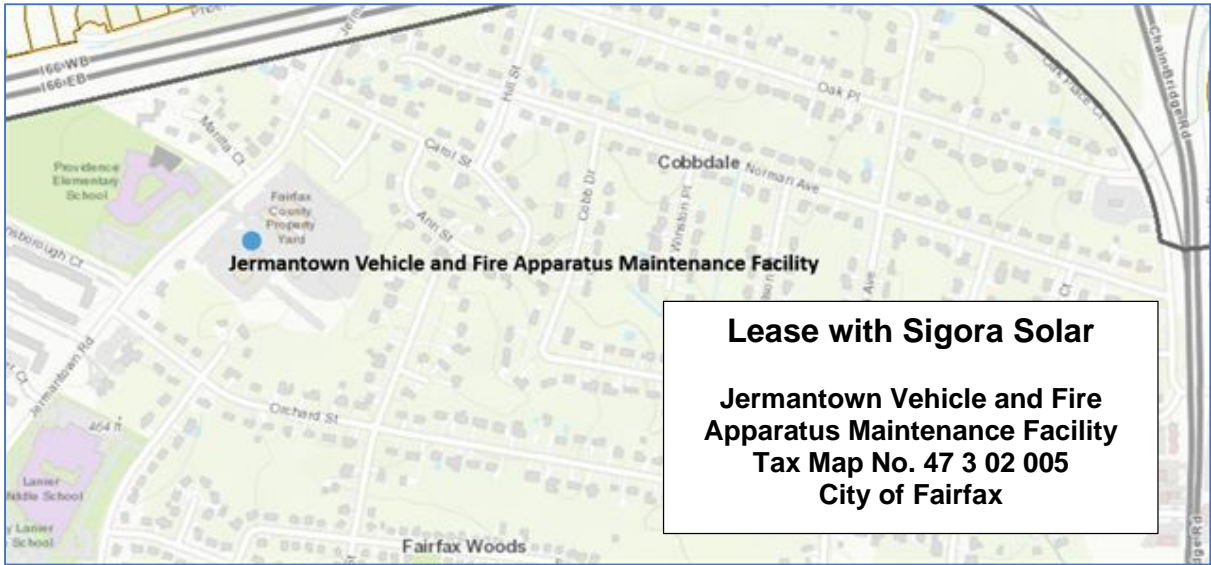 I66-WB
I66-EB
Hill St
Oak Pl
Oak Place Ct
Chain Bridge Rd
Marilta Ct
Carol St
Cobbdale
Norman Ave
Providence
Elementary
School
Fairfax
County
Property
Yard
Ann St
Cobb Dr
Winston Pl
Jermantown Vehicle and Fire Apparatus Maintenance Facility
Ave
Ct
Lease with Sigora Solar
Jermantown Vehicle and Fire
Apparatus Maintenance Facility
Tax Map No. 47 3 02 005
City of Fairfax
Jermantown Rd
Orchard St
464 ft
Lanier
Middle School
Lanier
School
Fairfax Woods